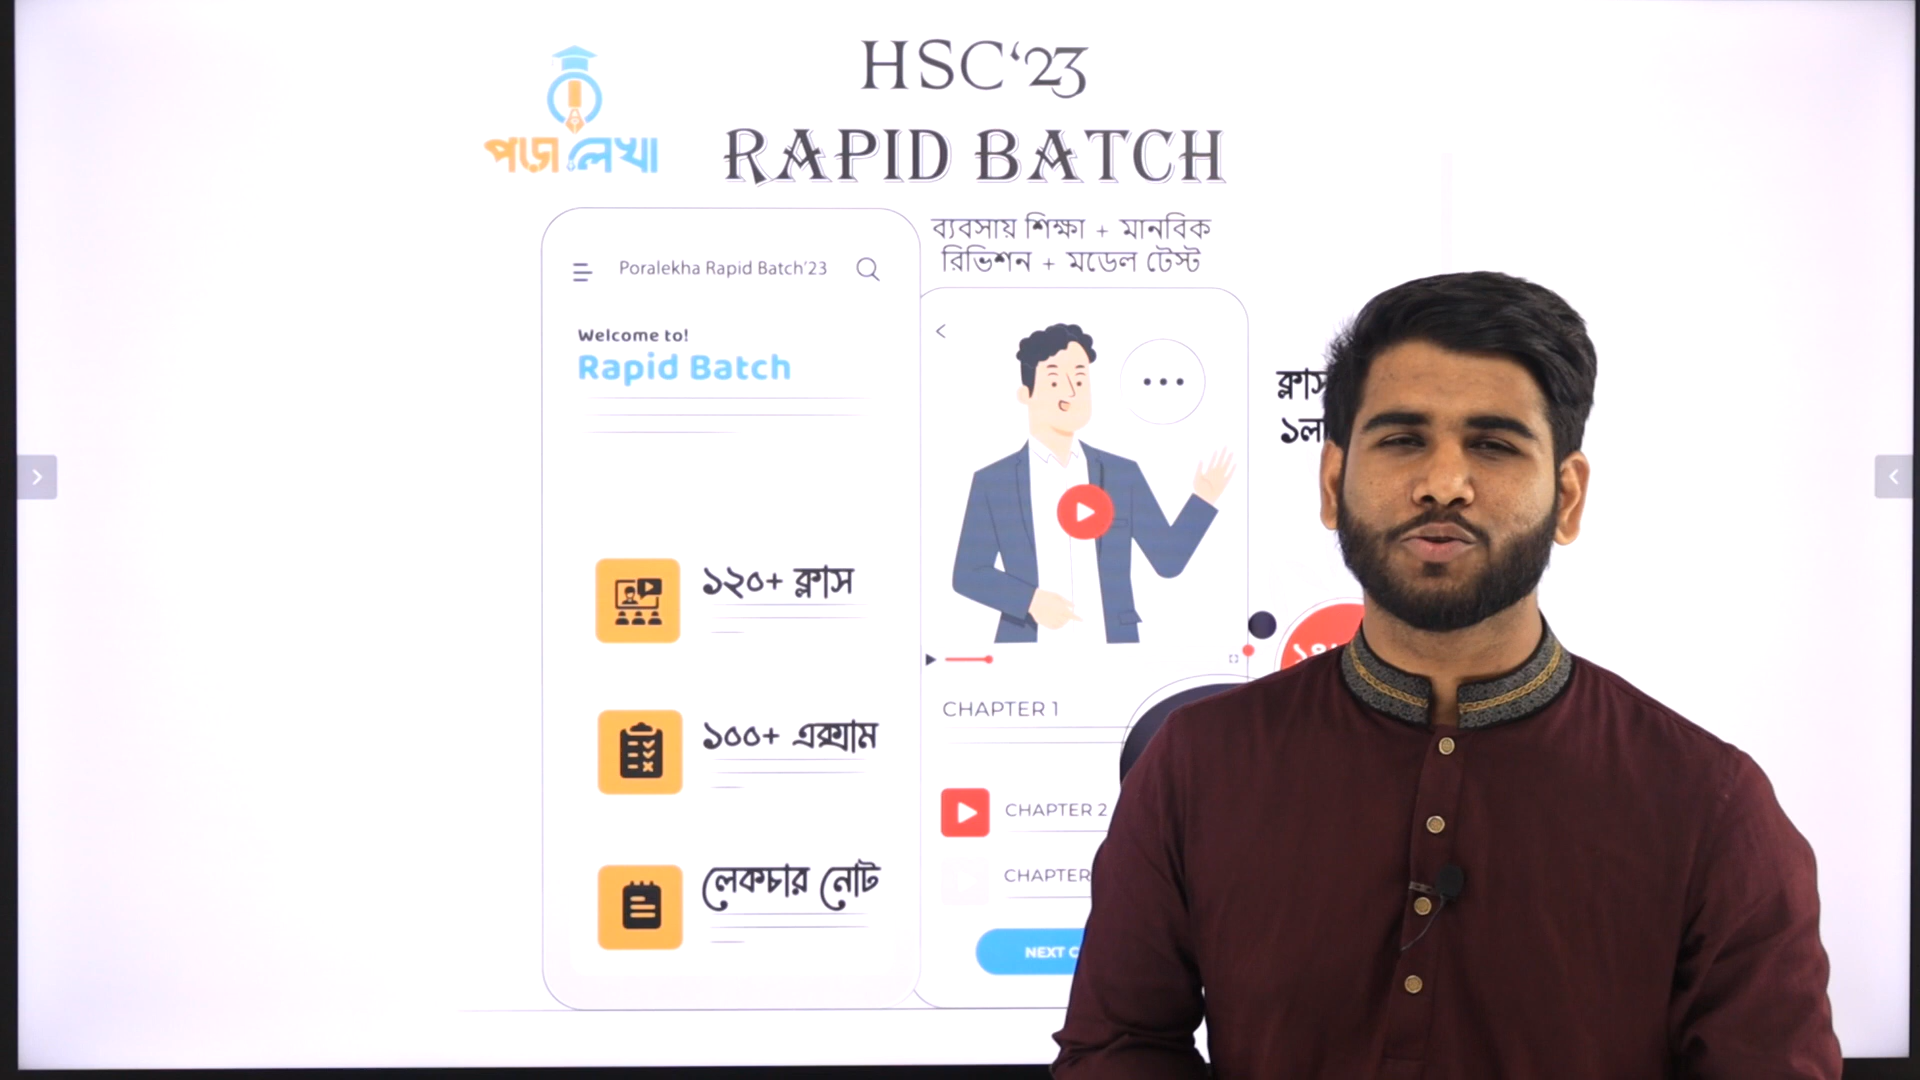 HSC‘23
পড়ালেখা
RAPID BATCH
ব্যবসায় শিক্ষা + মানবিক
রিভিশন + মডেল টেস্ট
Poralekha Rapid Batch’23
Welcome to!
Rapid Batch
১২০+ ক্লাস
১০০+ এক্সাম
লেকচার নোট
CHAPTER 1
CHAPTER 2
CHAPTER
NEXT
ক্লাস